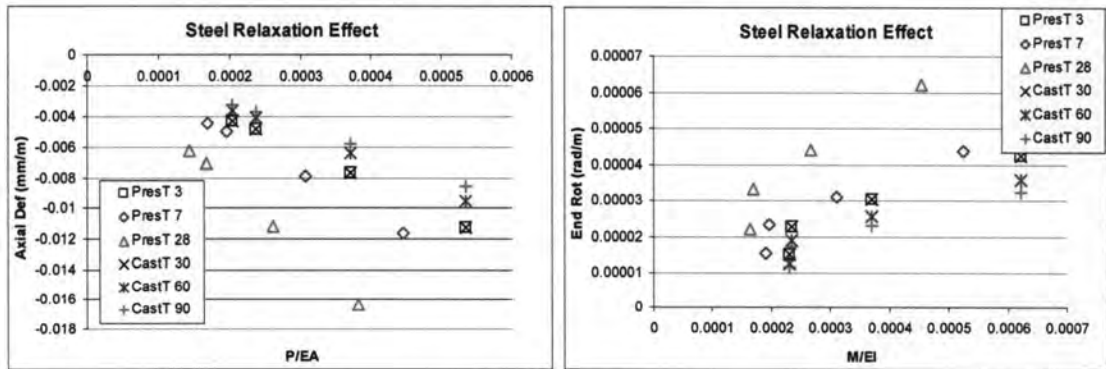 Steel Relaxation Effect
0
0 0.0001 0.0002 0.0003 0.0004 0.0005 0.0006
-0.002
-0.004
-0.006
-0.008
-0.01
-0.012
-0.014
-0.016
-0.018
Axial Def (mm/m)
PresT 3
PresT 7
PresT 28
CastT 30
CastT 60
CastT 90
P/EA
Steel Relaxation Effect
0.00007
0.00006
0.00005
0.00004
0.00003
0.00002
0.00001
0
End Rot (rad/m)
PresT 3
PresT 7
PresT 28
CastT 30
CastT 60
CastT 90
0 0.0001 0.0002 0.0003 0.0004 0.0005 0.0006 0.0007
M/EI